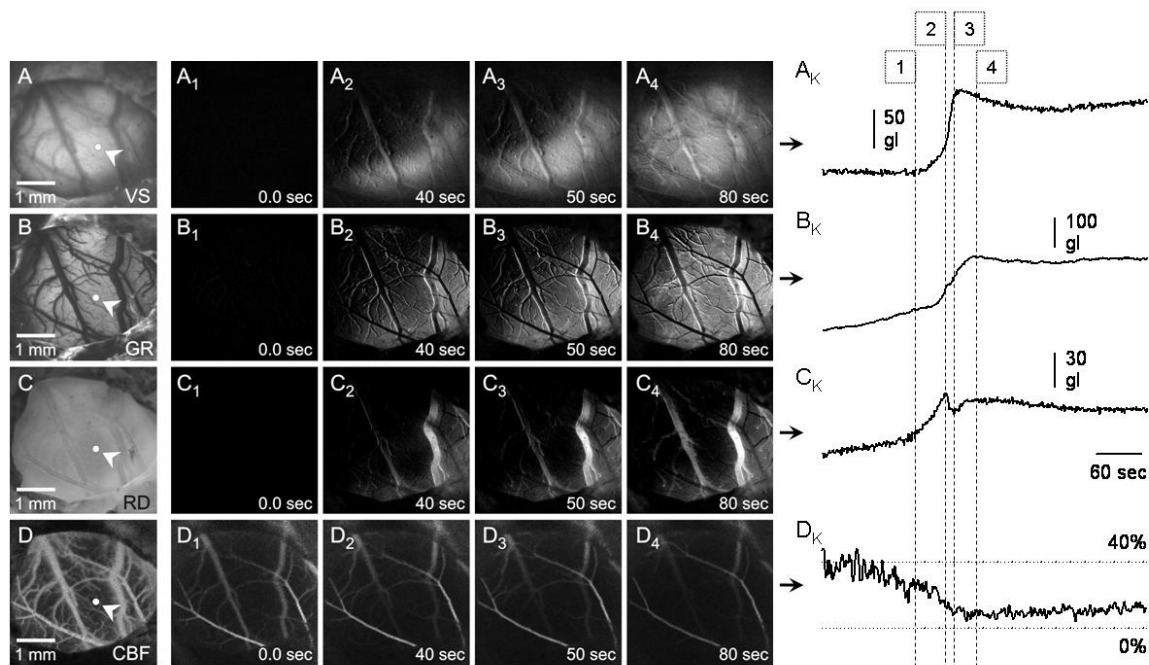 2 3
1 4
A A₁ A₂ A₃ A₄ Aₖ
50
gl
1 mm VS 0.0 sec 40 sec 50 sec 80 sec
B B₁ B₂ B₃ B₄ Bₖ
100
gl
1 mm GR 0.0 sec 40 sec 50 sec 80 sec
C C₁ C₂ C₃ C₄ Cₖ
30
gl
60 sec
1 mm RD 0.0 sec 40 sec 50 sec 80 sec
D D₁ D₂ D₃ D₄ Dₖ
40%
1 mm CBF 0.0 sec 40 sec 50 sec 80 sec
0%